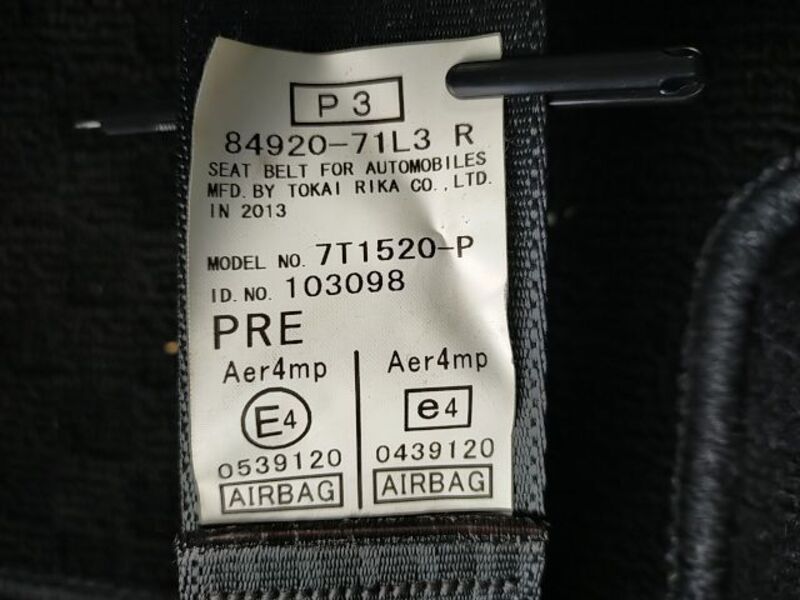 P 3
84920-71L3 R
SEAT BELT FOR AUTOMOBILES
MFD. BY TOKAI RIKA CO., LTD.
IN 2013
MODEL NO. 7T1520-P
ID. NO. 103098
PRE
Aer4mp
E4
0539120
AIRBAG
Aer4mp
e4
0439120
AIRBAG